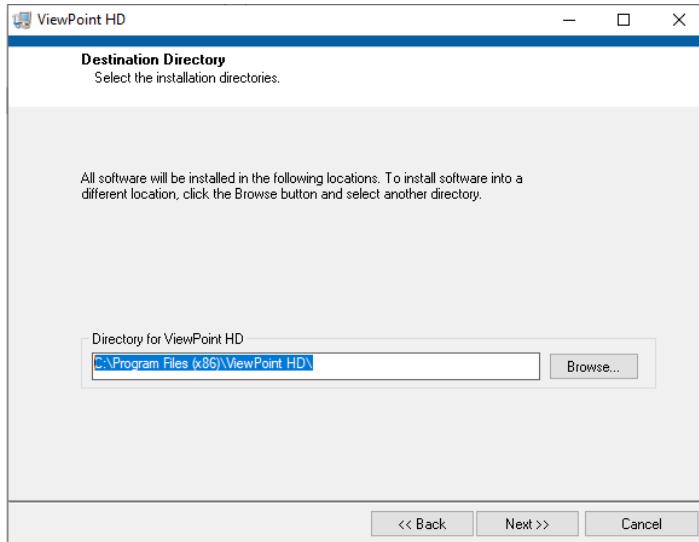 ViewPoint HD
Destination Directory
Select the installation directories.
All software will be installed in the following locations. To install software into a
different location, click the Browse button and select another directory.
Directory for ViewPoint HD
C:\Program Files (x86)\ViewPoint HD\
Browse...
<< Back
Next >>
Cancel